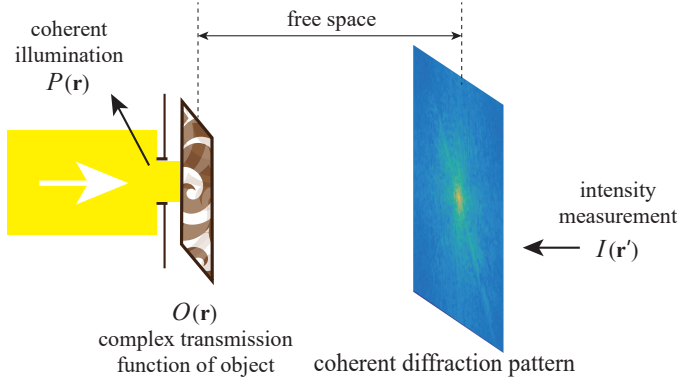 coherent
illumination
P(r)
free space
intensity
measurement
I(r')
O(r)
complex transmission
function of object
coherent diffraction pattern